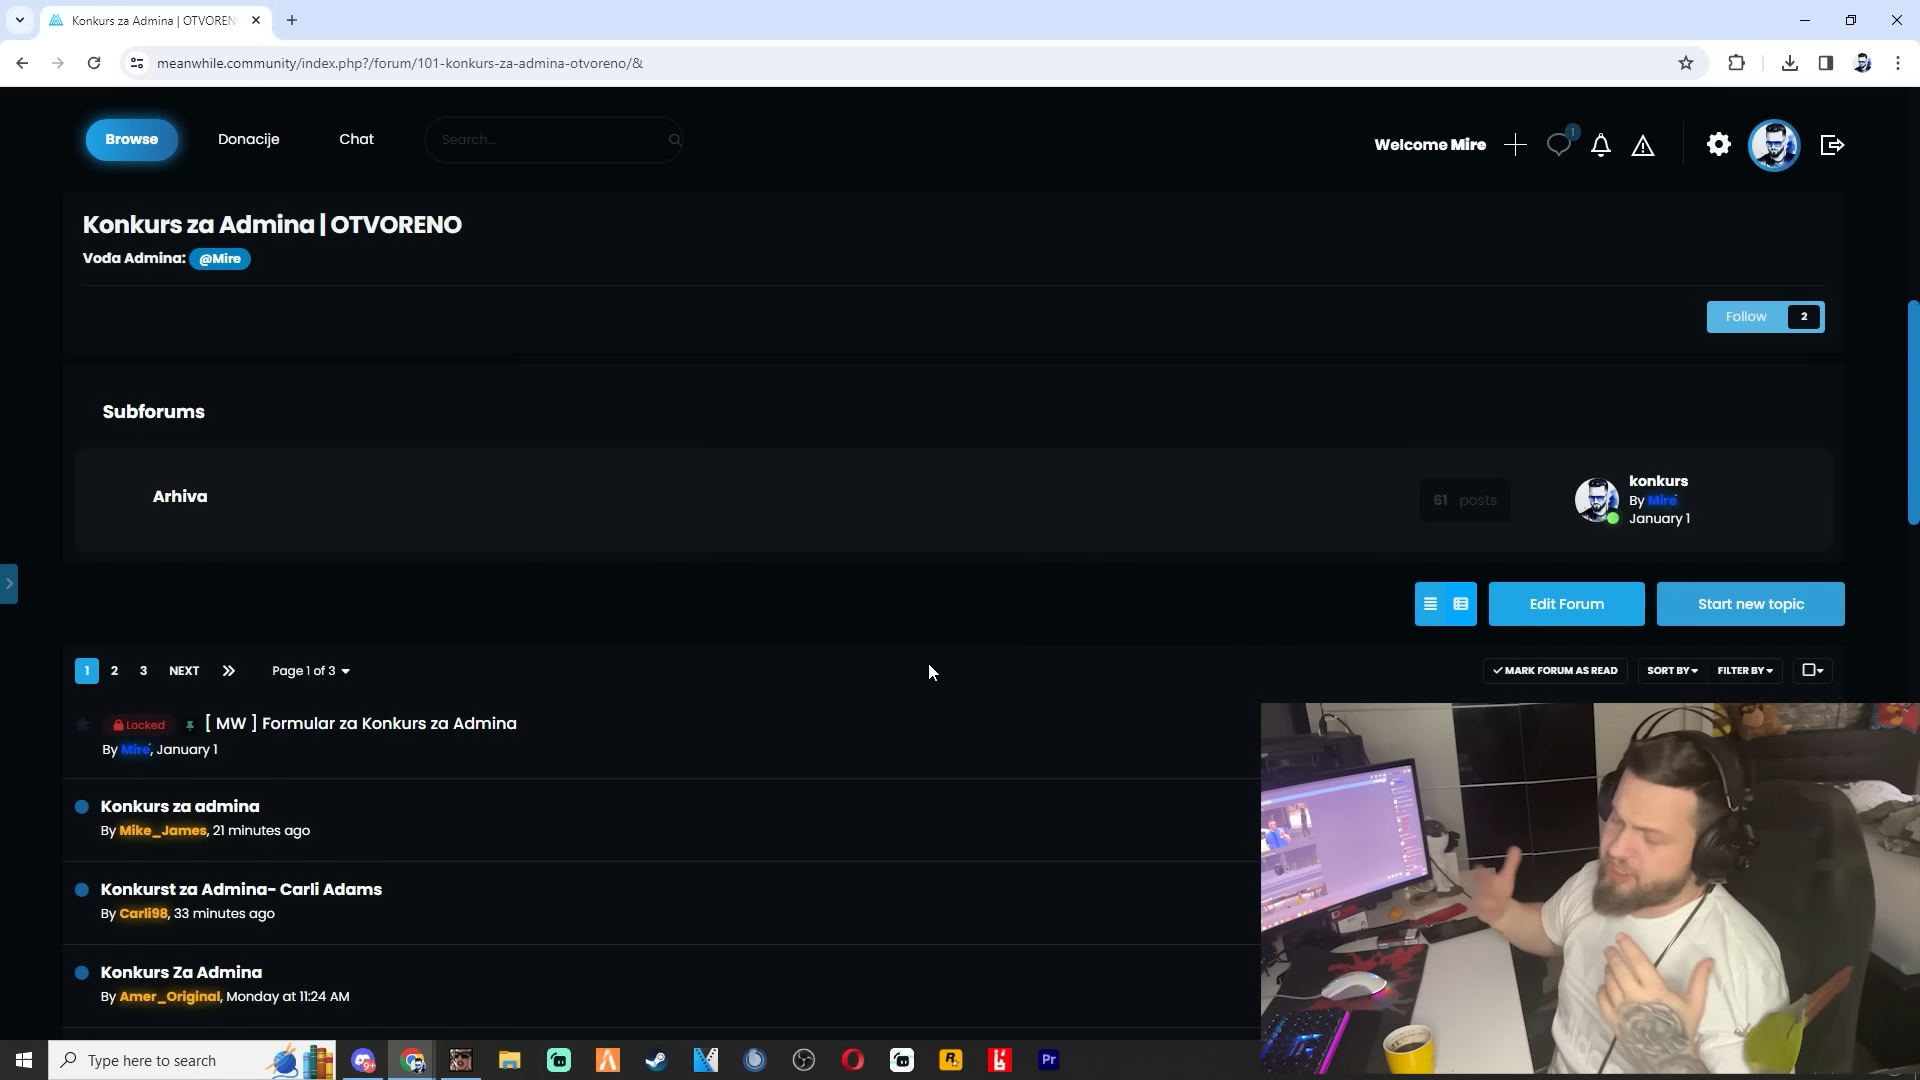 Konkurs za Admina | OTVOREN
meanwhile.community/index.php?/forum/101-konkurs-za-admina-otvoreno/&
Browse
Donacije
Chat
Search...
Welcome Mire
1
Konkurs za Admina | OTVORENO
Vođa Admina: @Mire
Follow 2
Subforums
Arhiva
61 posts
konkurs
By Mire
January 1
Edit Forum
Start new topic
1 2 3 NEXT
Page 1 of 3
MARK FORUM AS READ
SORT BY
FILTER BY
Locked
[ MW ] Formular za Konkurs za Admina
By Mire, January 1
Konkurs za admina
By Mike_James, 21 minutes ago
Konkurst za Admina- Carli Adams
By Carli98, 33 minutes ago
Konkurs Za Admina
By Amer_Original, Monday at 11:24 AM
Type here to search
9+
R
Pr